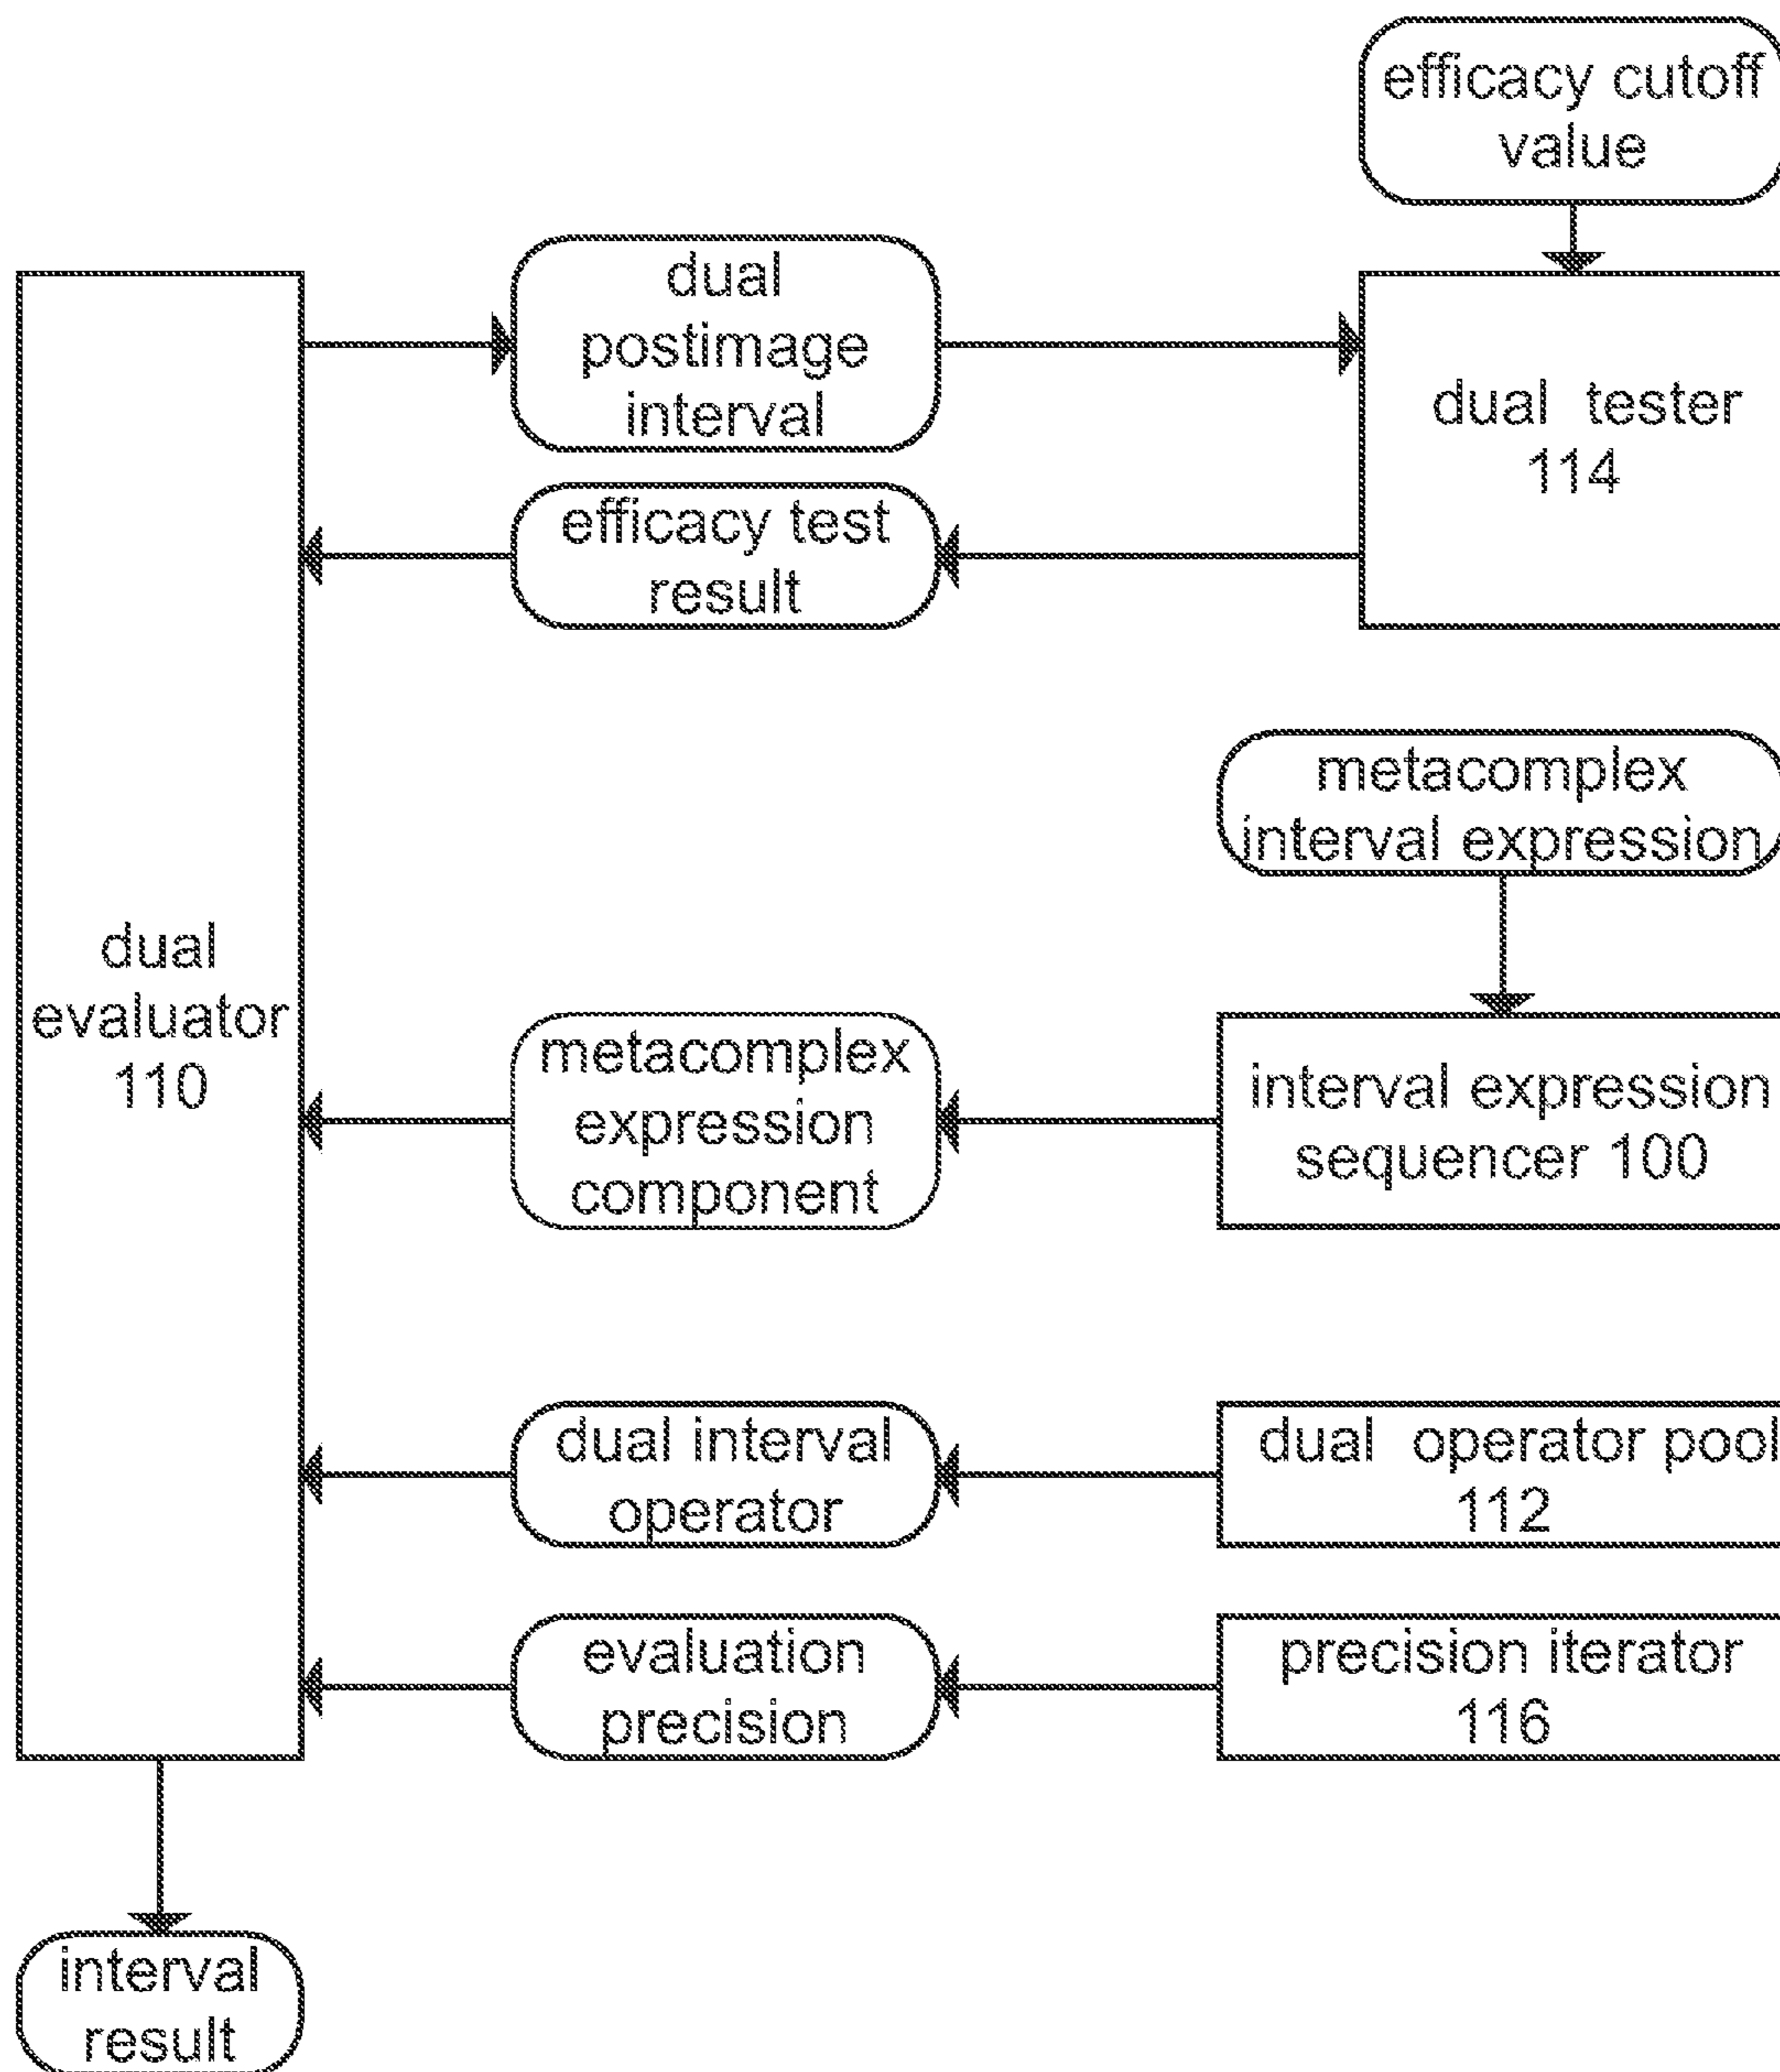 efficacy cutoff
value
dual
postimage
interval
dual tester
114
efficacy test
result
metacomplex
interval expression
dual
evaluator
110
metacomplex
expression
component
interval expression
sequencer 100
dual interval
operator
dual operator pool
112
evaluation
precision
precision iterator
116
interval
result